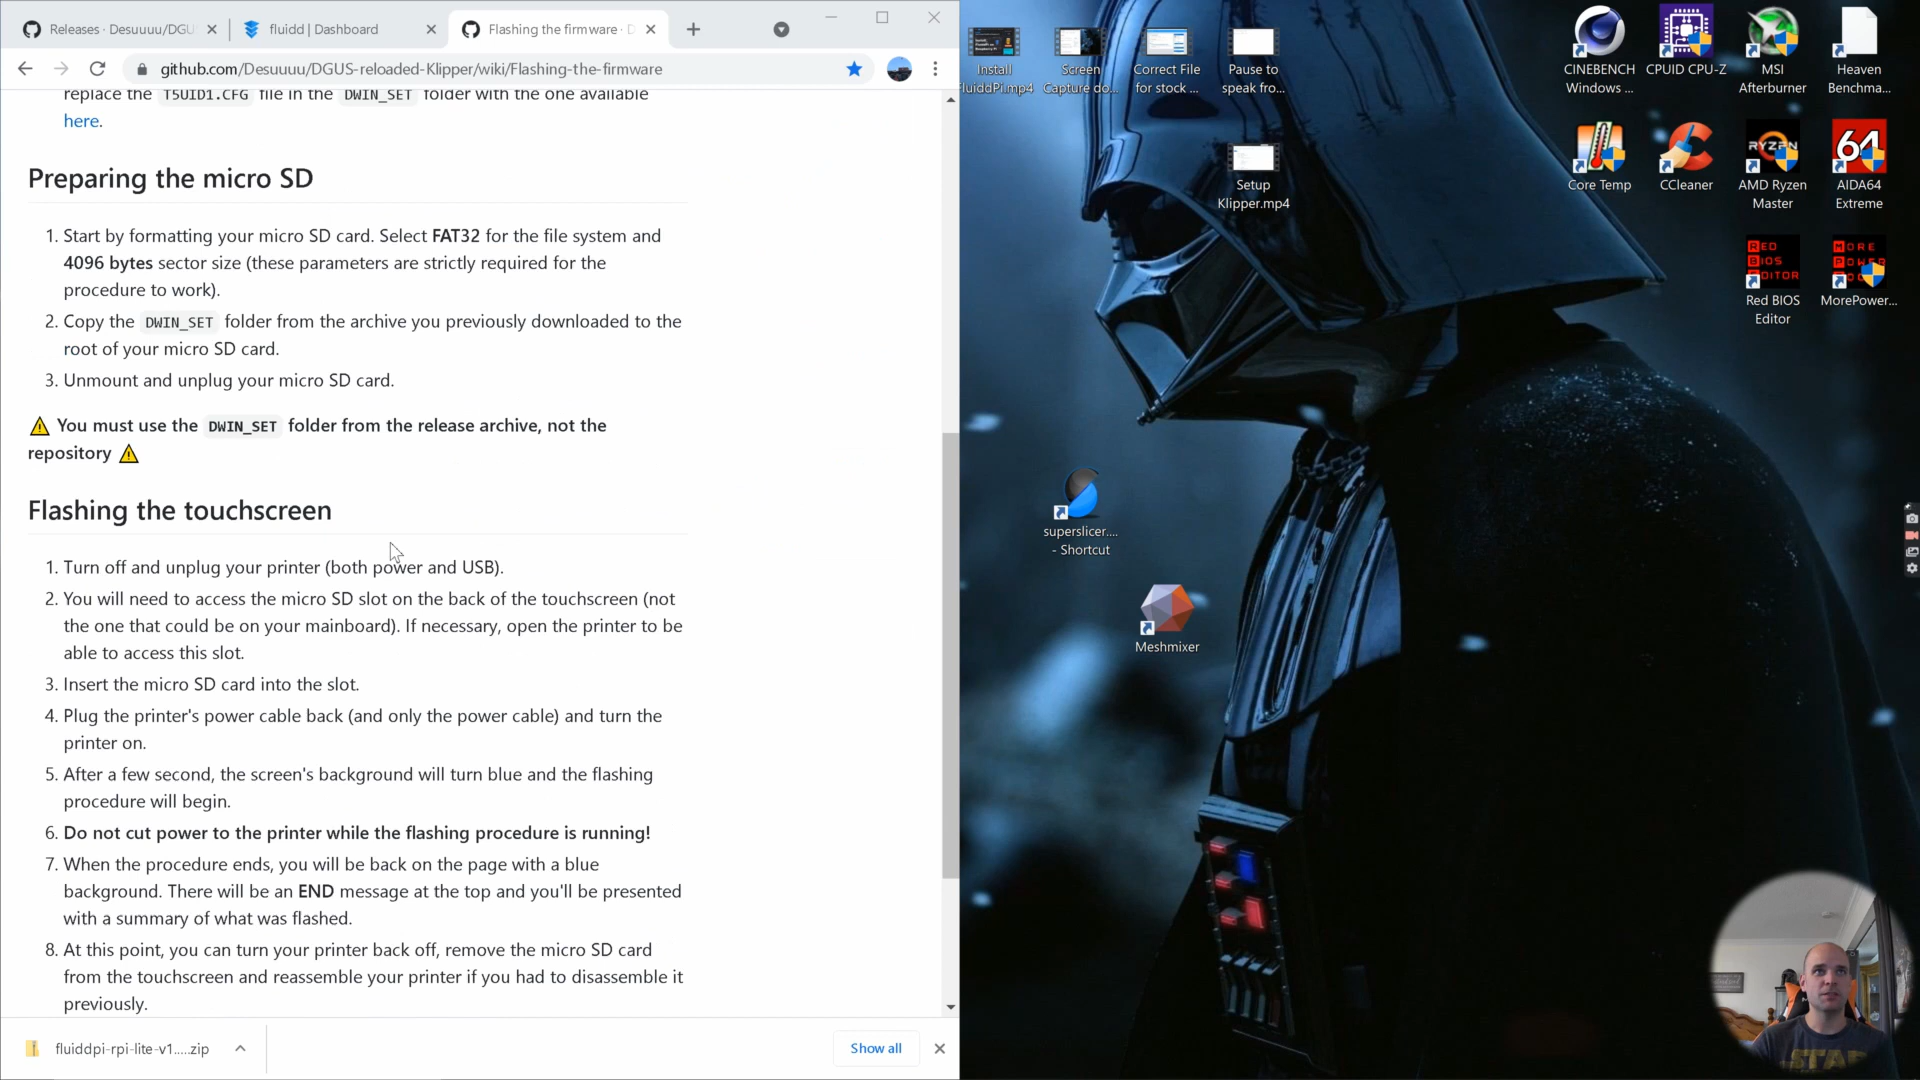 Releases · Desuuuu/DGU
fluidd | Dashboard
Flashing the firmware · D
github.com/Desuuuu/DGUS-reloaded-Klipper/wiki/Flashing-the-firmware
replace the T5UID1.CFG file in the DWIN_SET folder with the one available
here.
Preparing the micro SD
1. Start by formatting your micro SD card. Select FAT32 for the file system and
4096 bytes sector size (these parameters are strictly required for the
procedure to work).
2. Copy the DWIN_SET folder from the archive you previously downloaded to the
root of your micro SD card.
3. Unmount and unplug your micro SD card.
⚠ You must use the DWIN_SET folder from the release archive, not the
repository ⚠
Flashing the touchscreen
1. Turn off and unplug your printer (both power and USB).
2. You will need to access the micro SD slot on the back of the touchscreen (not
the one that could be on your mainboard). If necessary, open the printer to be
able to access this slot.
3. Insert the micro SD card into the slot.
4. Plug the printer's power cable back (and only the power cable) and turn the
printer on.
5. After a few second, the screen's background will turn blue and the flashing
procedure will begin.
6. Do not cut power to the printer while the flashing procedure is running!
7. When the procedure ends, you will be back on the page with a blue
background. There will be an END message at the top and you'll be presented
with a summary of what was flashed.
8. At this point, you can turn your printer back off, remove the micro SD card
from the touchscreen and reassemble your printer if you had to disassemble it
previously.
fluiddpi-rpi-lite-v1.....zip
Show all
Install
FluiddPi.mp4
Screen
Capture do...
Correct File
for stock ...
Pause to
speak fro...
Setup
Klipper.mp4
superslicer....
- Shortcut
Meshmixer
CINEBENCH
Windows ...
CPUID CPU-Z
MSI
Afterburner
Heaven
Benchma...
Core Temp
CCleaner
RYZEN
AMD Ryzen
Master
64
AIDA64
Extreme
RED
BIOS
EDITOR
Red BIOS
Editor
MORE
POWER
MorePower...
STAR